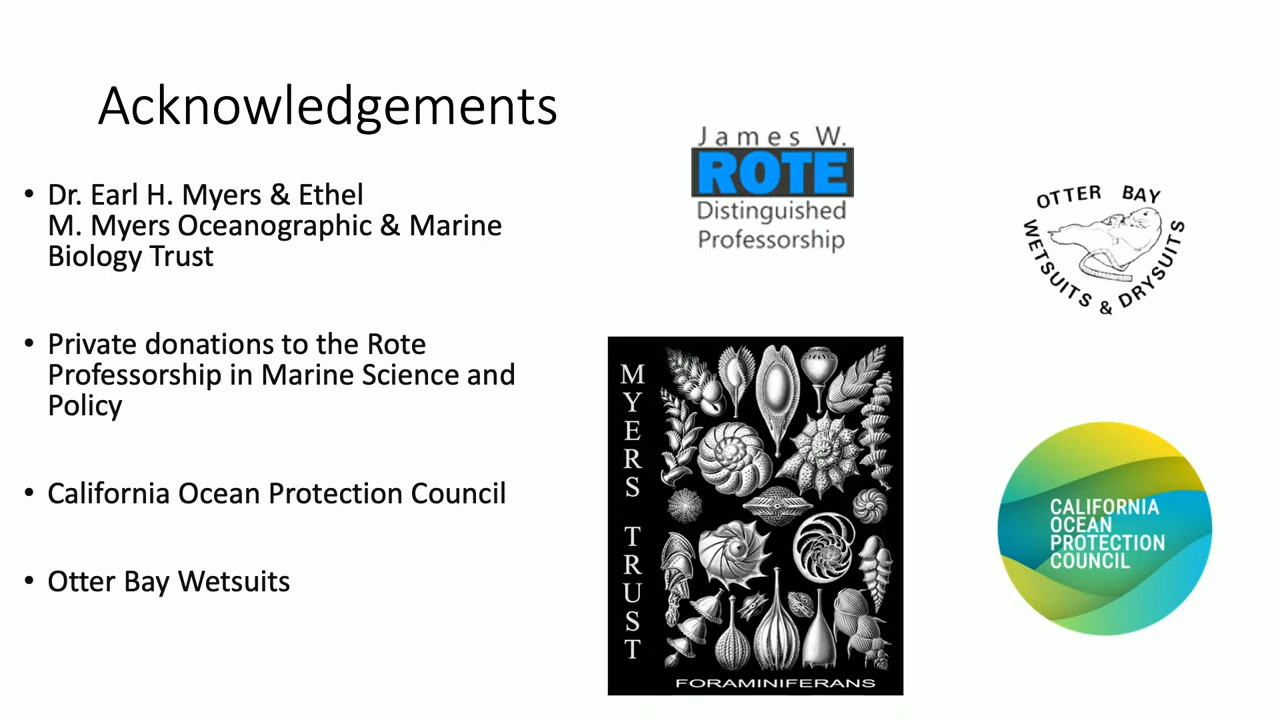 Acknowledgements
• Dr. Earl H. Myers & Ethel
M. Myers Oceanographic & Marine
Biology Trust
• Private donations to the Rote
Professorship in Marine Science and
Policy
• California Ocean Protection Council
• Otter Bay Wetsuits
James W.
ROTE
Distinguished
Professorship
OTTER BAY
WETSUITS & DRYSUITS
MYERS TRUST
FORAMINIFERANS
CALIFORNIA
OCEAN
PROTECTION
COUNCIL